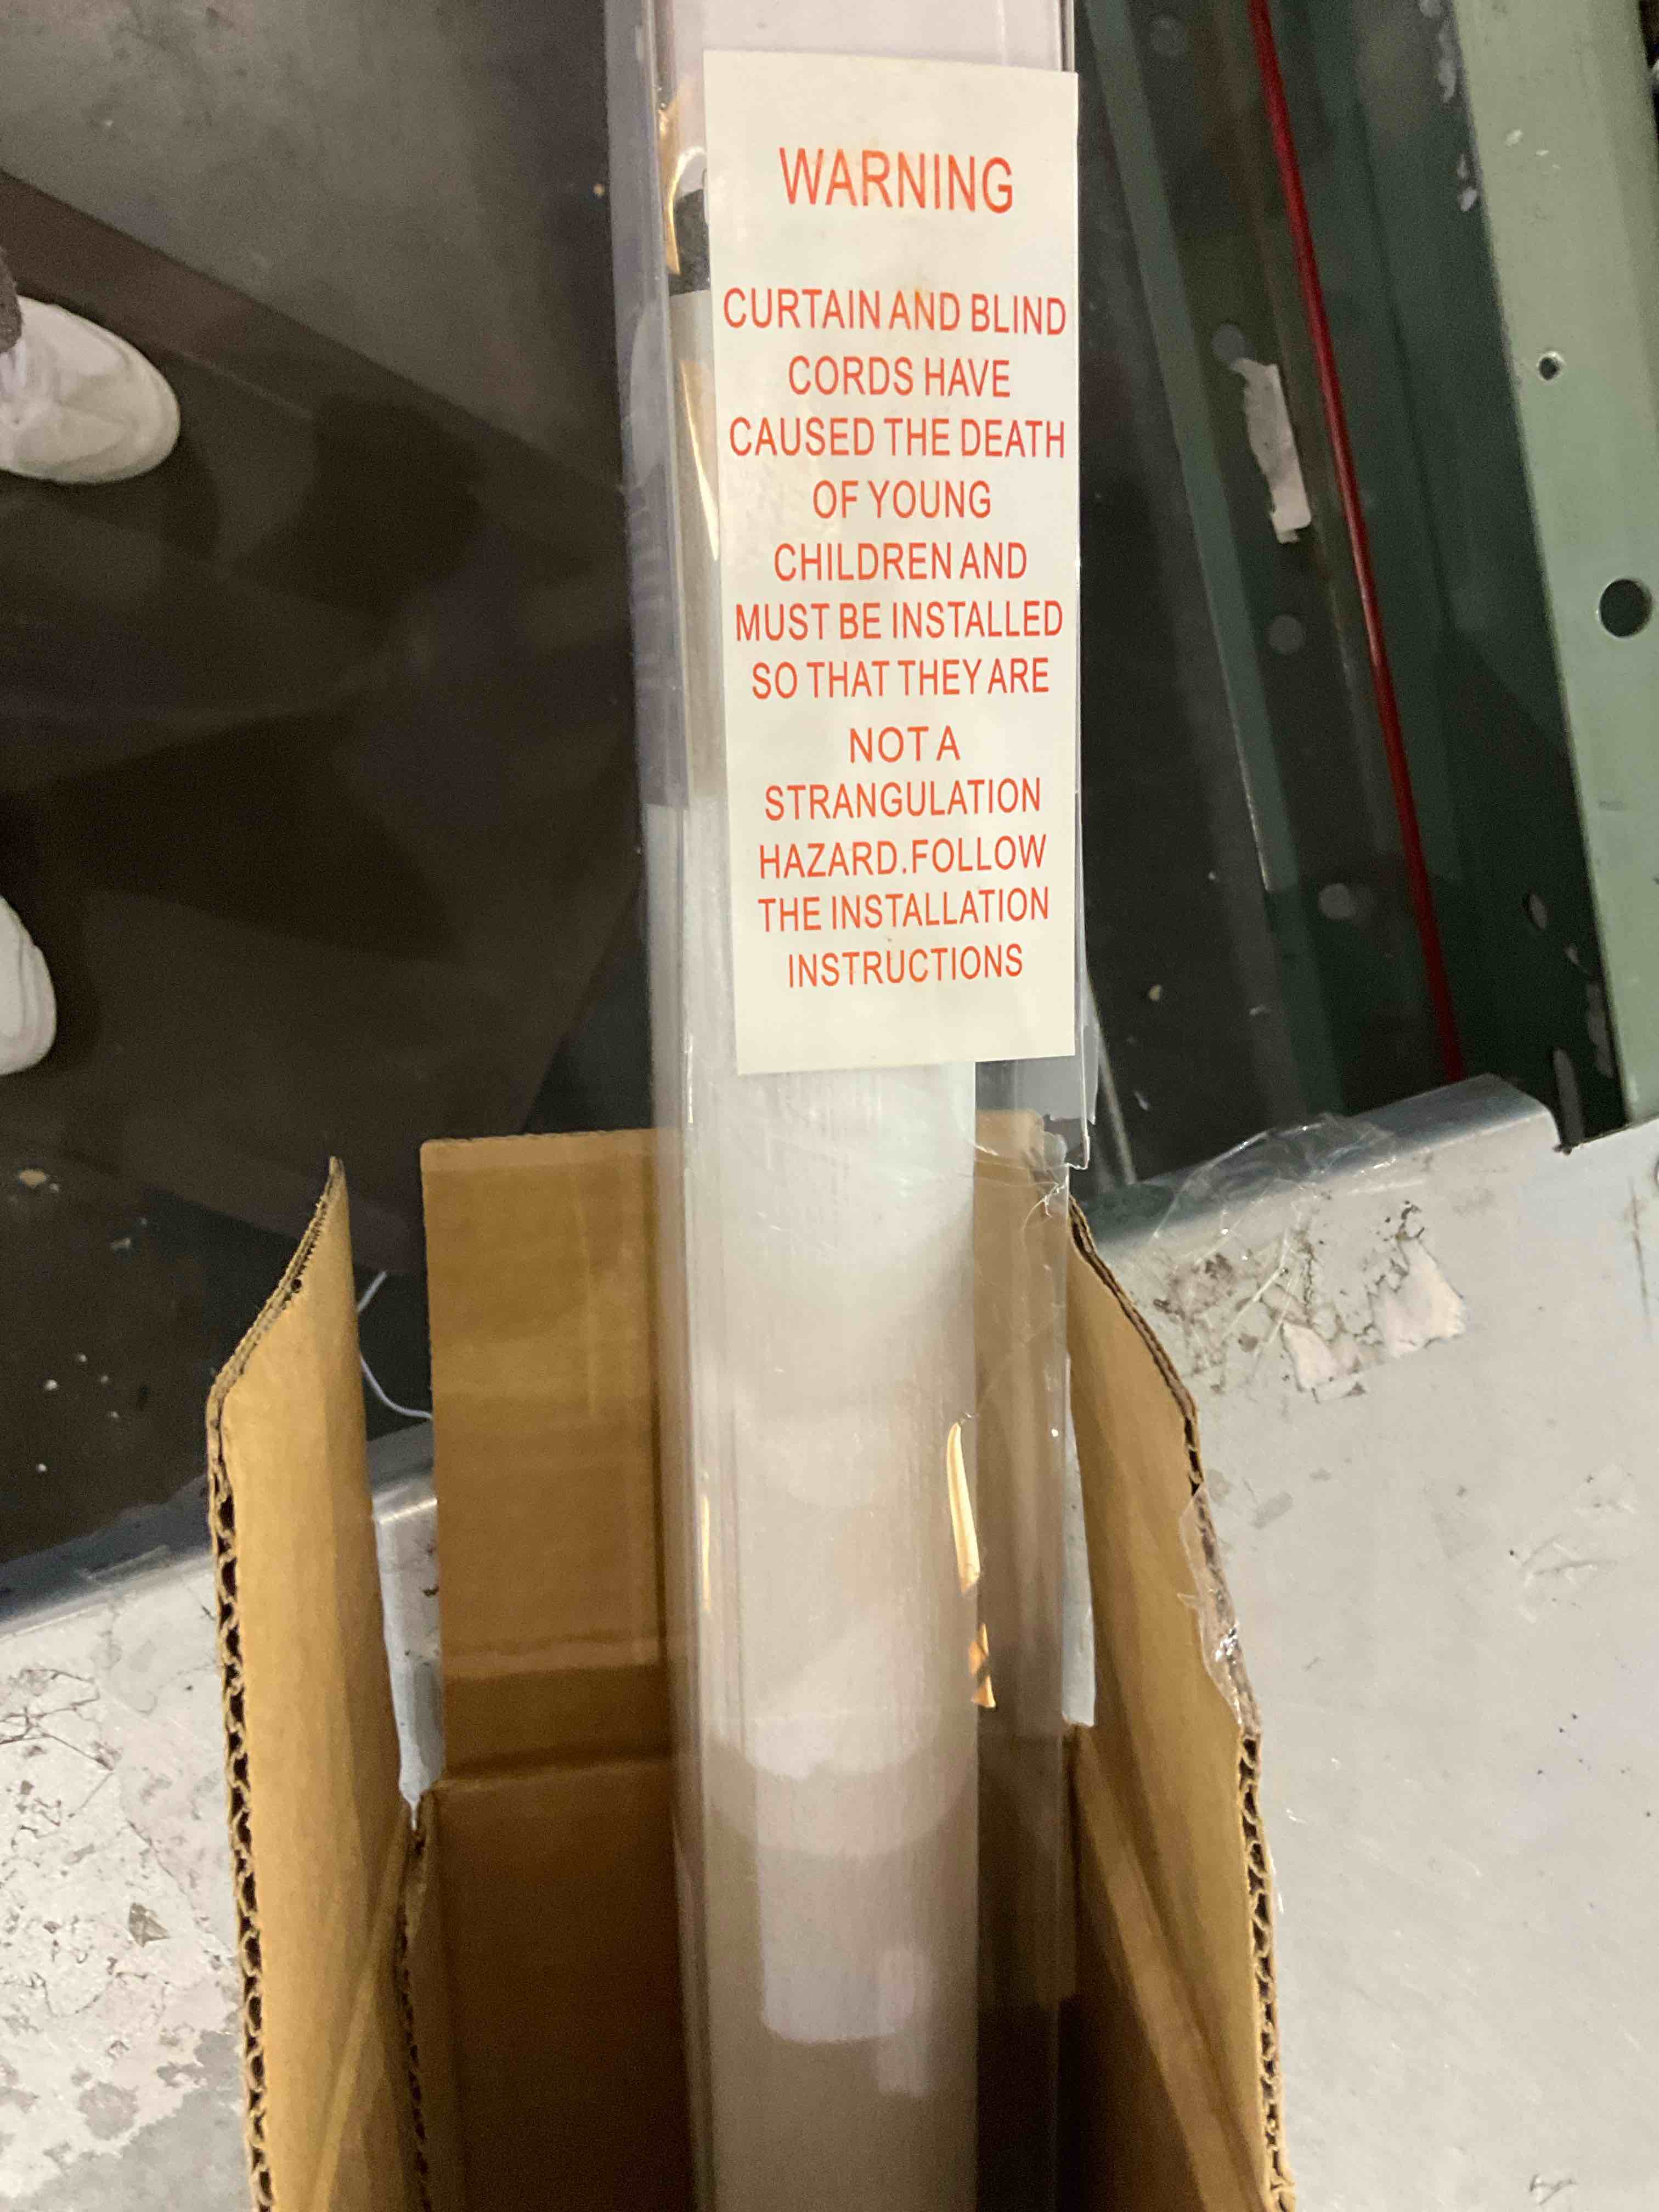 WARNING
CURTAIN AND BLIND
CORDS HAVE
CAUSED THE DEATH
OF YOUNG
CHILDREN AND
MUST BE INSTALLED
SO THAT THEY ARE
NOT A
STRANGULATION
HAZARD.FOLLOW
THE INSTALLATION
INSTRUCTIONS